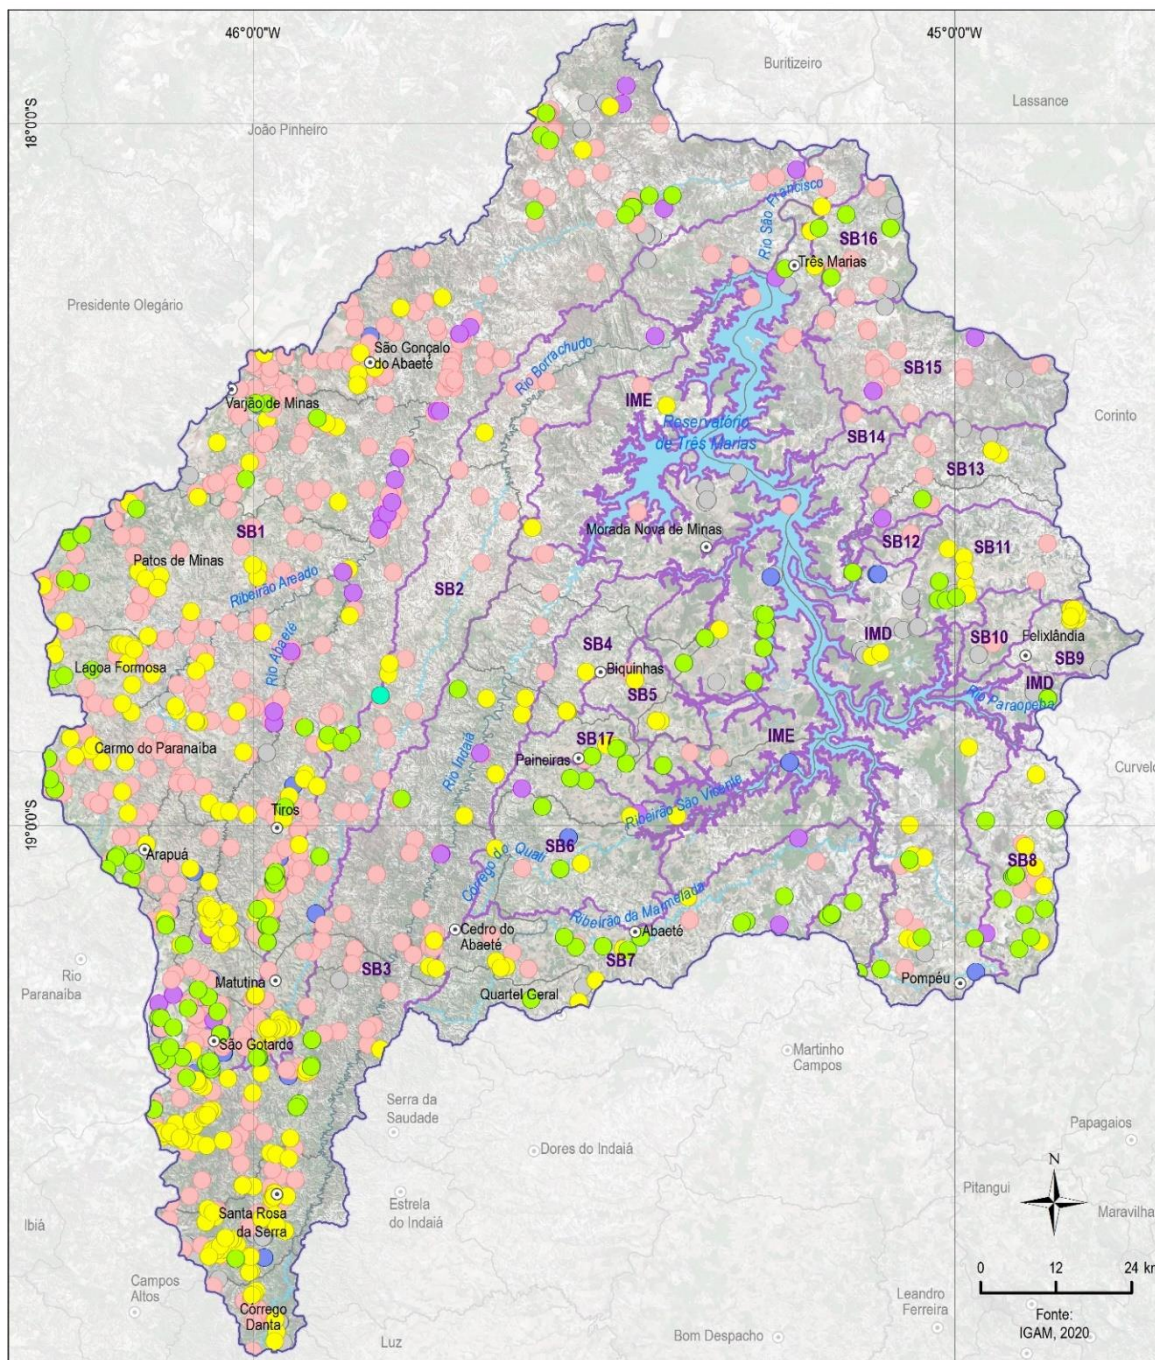 46°0'0"W
45°0'0"W
Buritizeiro
Lassance
18°0'0"S
João Pinheiro
Rio São Francisco
SB16
Três Marias
Presidente Olegário
São Gonçalo
do Abaeté
Rio Borrachudo
SB15
Varjão de Minas
IME
Reservatório
de Três Marias
Corinto
SB14
SB13
Morada Nova de Minas
SB1
SB12
SB11
Patos de Minas
Ribeirão Areado
SB2
Rio Abaeté
SB4
IMD
SB10
Felixlândia
Lagoa Formosa
Biquinhas
SB9
SB5
IMD
Rio Paraopeba
Carmo do Paranaíba
Rio Indaiá
SB17
IME
Paineiras
Curvelo
Tiros
Ribeirão São Vicente
19°0'0"S
Arapuá
SB6
Córrego do Quati
SB8
Ribeirão da Marmelada
Cedro do
Abaeté
Abaeté
Rio
Paranaíba
SB3
SB7
Matutina
Quartel Geral
Pompéu
São Gotardo
Martinho
Campos
Serra da
Saudade
Papagaios
Dores do Indaiá
N
Pitangui
Estrela
do Indaiá
Maravilha
Ibiá
Santa Rosa
da Serra
0 12 24 km
Campos
Altos
Leandro
Ferreira
Córrego
Danta
Fonte:
IGAM, 2020
Luz
Bom Despacho